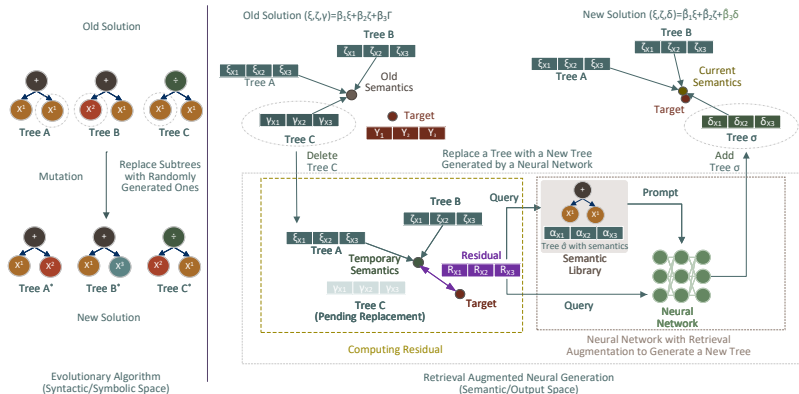 Old Solution
+
X¹
X¹
Tree A
+
X²
X³
Tree B
÷
X¹
X¹
Tree C
Mutation
Replace Subtrees
with Randomly
Generated Ones
+
X¹
X²
Tree A*
+
X¹
X³
Tree B*
÷
X²
X¹
Tree C*
New Solution
Evolutionary Algorithm
(Syntactic/Symbolic Space)
Old Solution (ξ,ζ,γ)=β₁ξ+β₂ζ+β₃Γ
Tree B
ζX1 ζX2 ζX3
ξX1 ξX2 ξX3
Tree A
Old
Semantics
γX1 γX2 γX3
Tree C
Target
Y₁ Y₂ Y₃
Delete
Tree C
New Solution (ξ,ζ,δ)=β̂₁ξ+β̂₂ζ+β̂₃δ
Tree B
ζX1 ζX2 ζX3
ξX1 ξX2 ξX3
Tree A
Current
Semantics
Target
δX1 δX2 δX3
Tree σ
Add
Tree σ
Replace a Tree with a New Tree
Generated by a Neural Network
Tree B
ζX1 ζX2 ζX3
ξX1 ξX2 ξX3
Tree A
Temporary
Semantics
Residual
RX1 RX2 RX3
γX1 γX2 γX3
Tree C
(Pending Replacement)
Target
Computing Residual
Query
+
X¹
X¹
αX1 αX2 αX3
Tree ô with semantics
Semantic
Library
Prompt
Query
Neural
Network
Neural Network with Retrieval
Augmentation to Generate a New Tree
Retrieval Augmented Neural Generation
(Semantic/Output Space)